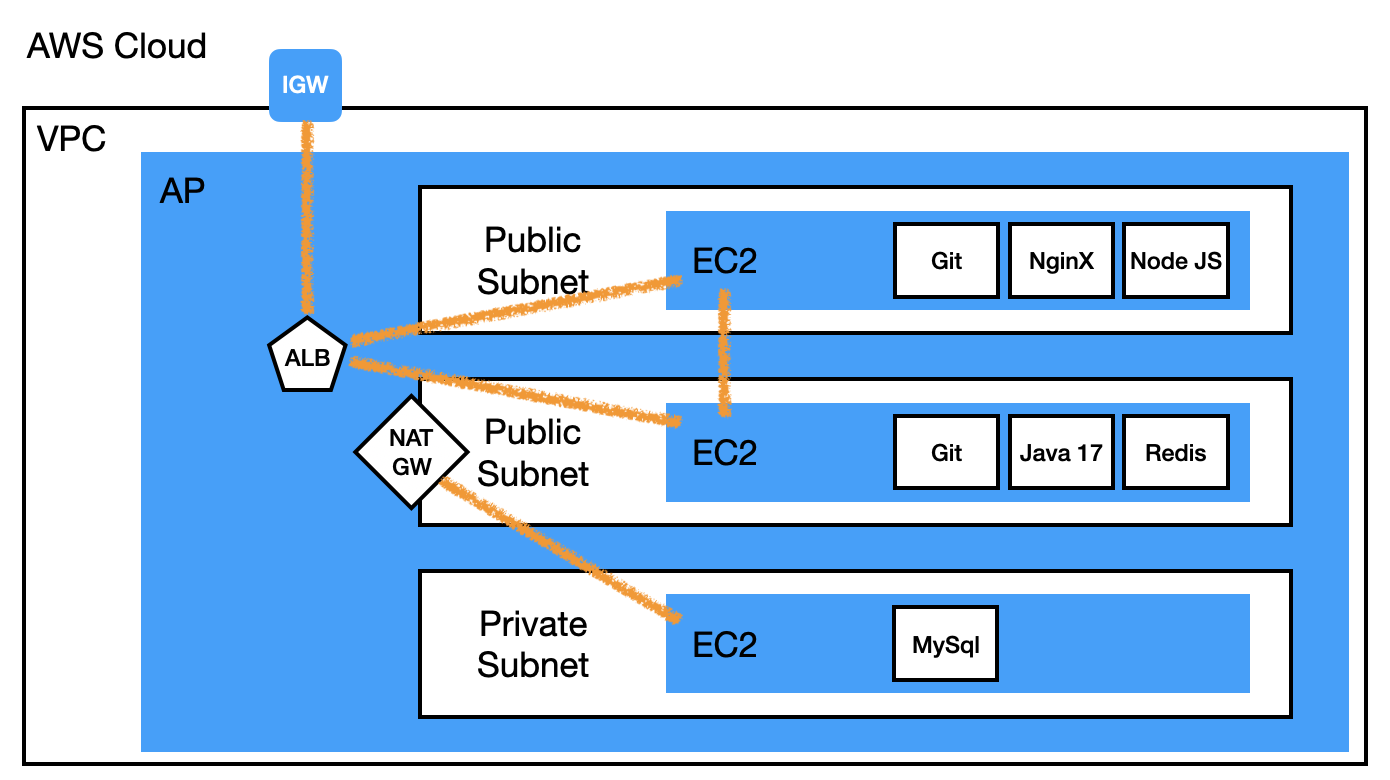 AWS Cloud
IGW
VPC
AP
Public
Subnet
EC2
Git
NginX
Node JS
ALB
NAT
GW
Public
Subnet
EC2
Git
Java 17
Redis
Private
Subnet
EC2
MySql